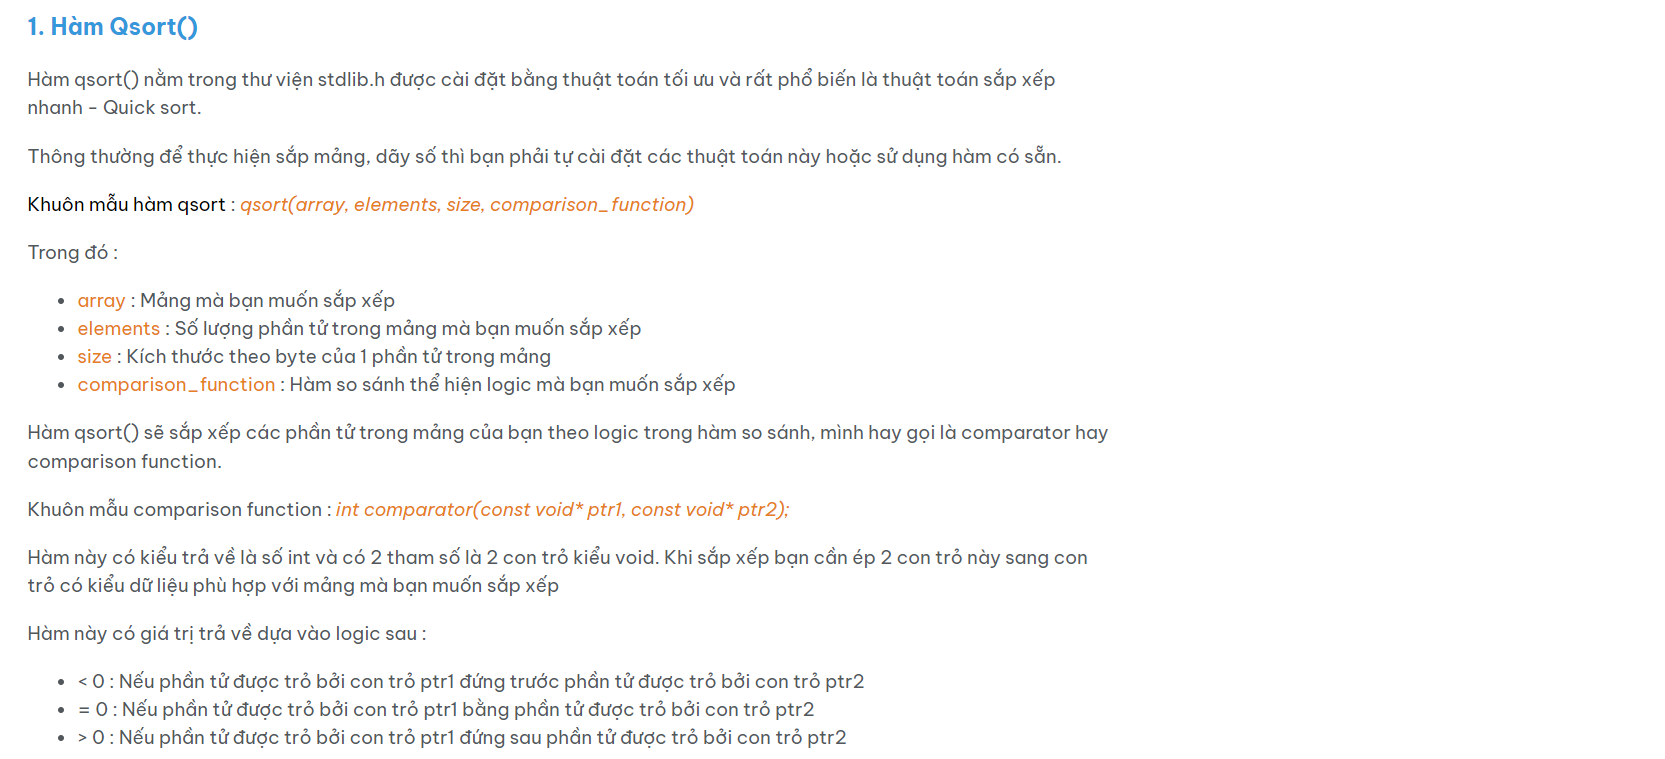 1. Hàm Qsort()
Hàm qsort() nằm trong thư viện stdlib.h được cài đặt bằng thuật toán tối ưu và rất phổ biến là thuật toán sắp xếp
nhanh - Quick sort.
Thông thường để thực hiện sắp mảng, dãy số thì bạn phải tự cài đặt các thuật toán này hoặc sử dụng hàm có sẵn.
Khuôn mẫu hàm qsort : qsort(array, elements, size, comparison_function)
Trong đó :
• array : Mảng mà bạn muốn sắp xếp
• elements : Số lượng phần tử trong mảng mà bạn muốn sắp xếp
• size : Kích thước theo byte của 1 phần tử trong mảng
• comparison_function : Hàm so sánh thể hiện logic mà bạn muốn sắp xếp
Hàm qsort() sẽ sắp xếp các phần tử trong mảng của bạn theo logic trong hàm so sánh, mình hay gọi là comparator hay
comparison function.
Khuôn mẫu comparison function : int comparator(const void* ptr1, const void* ptr2);
Hàm này có kiểu trả về là số int và có 2 tham số là 2 con trỏ kiểu void. Khi sắp xếp bạn cần ép 2 con trỏ này sang con
trỏ có kiểu dữ liệu phù hợp với mảng mà bạn muốn sắp xếp
Hàm này có giá trị trả về dựa vào logic sau :
• < 0 : Nếu phần tử được trỏ bởi con trỏ ptr1 đứng trước phần tử được trỏ bởi con trỏ ptr2
• = 0 : Nếu phần tử được trỏ bởi con trỏ ptr1 bằng phần tử được trỏ bởi con trỏ ptr2
• > 0 : Nếu phần tử được trỏ bởi con trỏ ptr1 đứng sau phần tử được trỏ bởi con trỏ ptr2